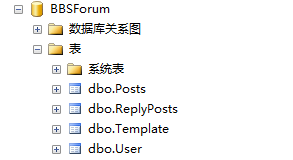 BBSForum
数据库关系图
表
系统表
dbo.Posts
dbo.ReplyPosts
dbo.Template
dbo.User